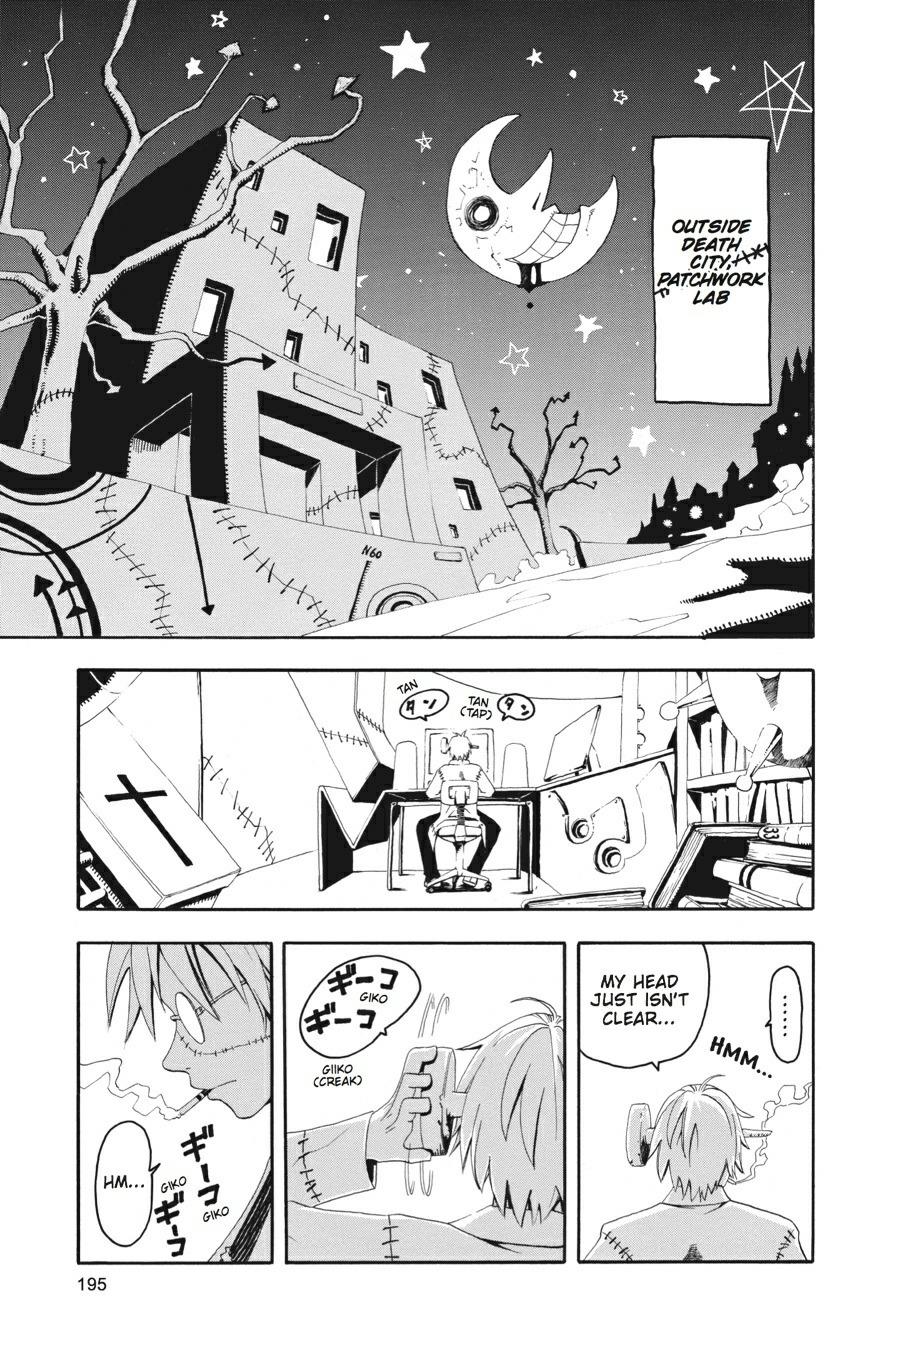 OUTSIDE
DEATH
CITY,
PATCHWORK
LAB
N60
TAN
タン
TAN
(TAP)
タン
33
......
MY HEAD
JUST ISN'T
CLEAR...
HMM...
ギーコ
GIKO
ギーコ
GIIKO
(CREAK)
HM...
ギーコ
GIKO
GIKO
ギーコ
195